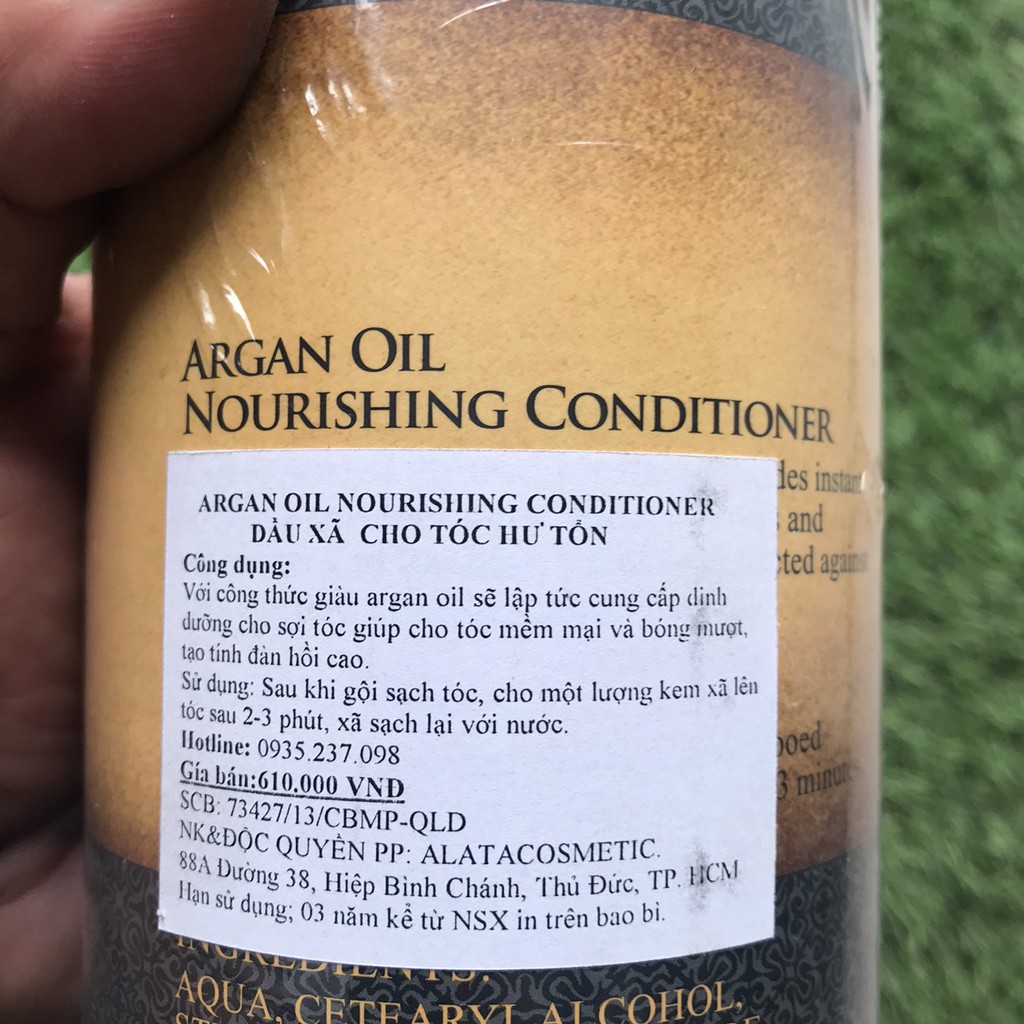 ARGAN OIL
NOURISHING CONDITIONER
des instant
and
cted against
ARGAN OIL NOURISHING CONDITIONER
DẦU XÃ CHO TÓC HƯ TỔN
Công dụng:
Với công thức giàu argan oil sẽ lập tức cung cấp dinh
dưỡng cho sợi tóc giúp cho tóc mềm mại và bóng mượt,
tạo tính đàn hồi cao.
Sử dụng: Sau khi gội sạch tóc, cho một lượng kem xã lên
tóc sau 2-3 phút, xã sạch lại với nước.
Hotline: 0935.237.098
Gía bán:610.000 VNĐ
SCB: 73427/13/CBMP-QLD
NK&ĐỘC QUYỀN PP: ALATACOSMETIC.
88A Đường 38, Hiệp Bình Chánh, Thủ Đức, TP. HCM
Hạn sử dụng; 03 năm kể từ NSX in trên bao bì.
ooed
3 minutes
INGREDIENTS:
AQUA, CETEARYL ALCOHOL,